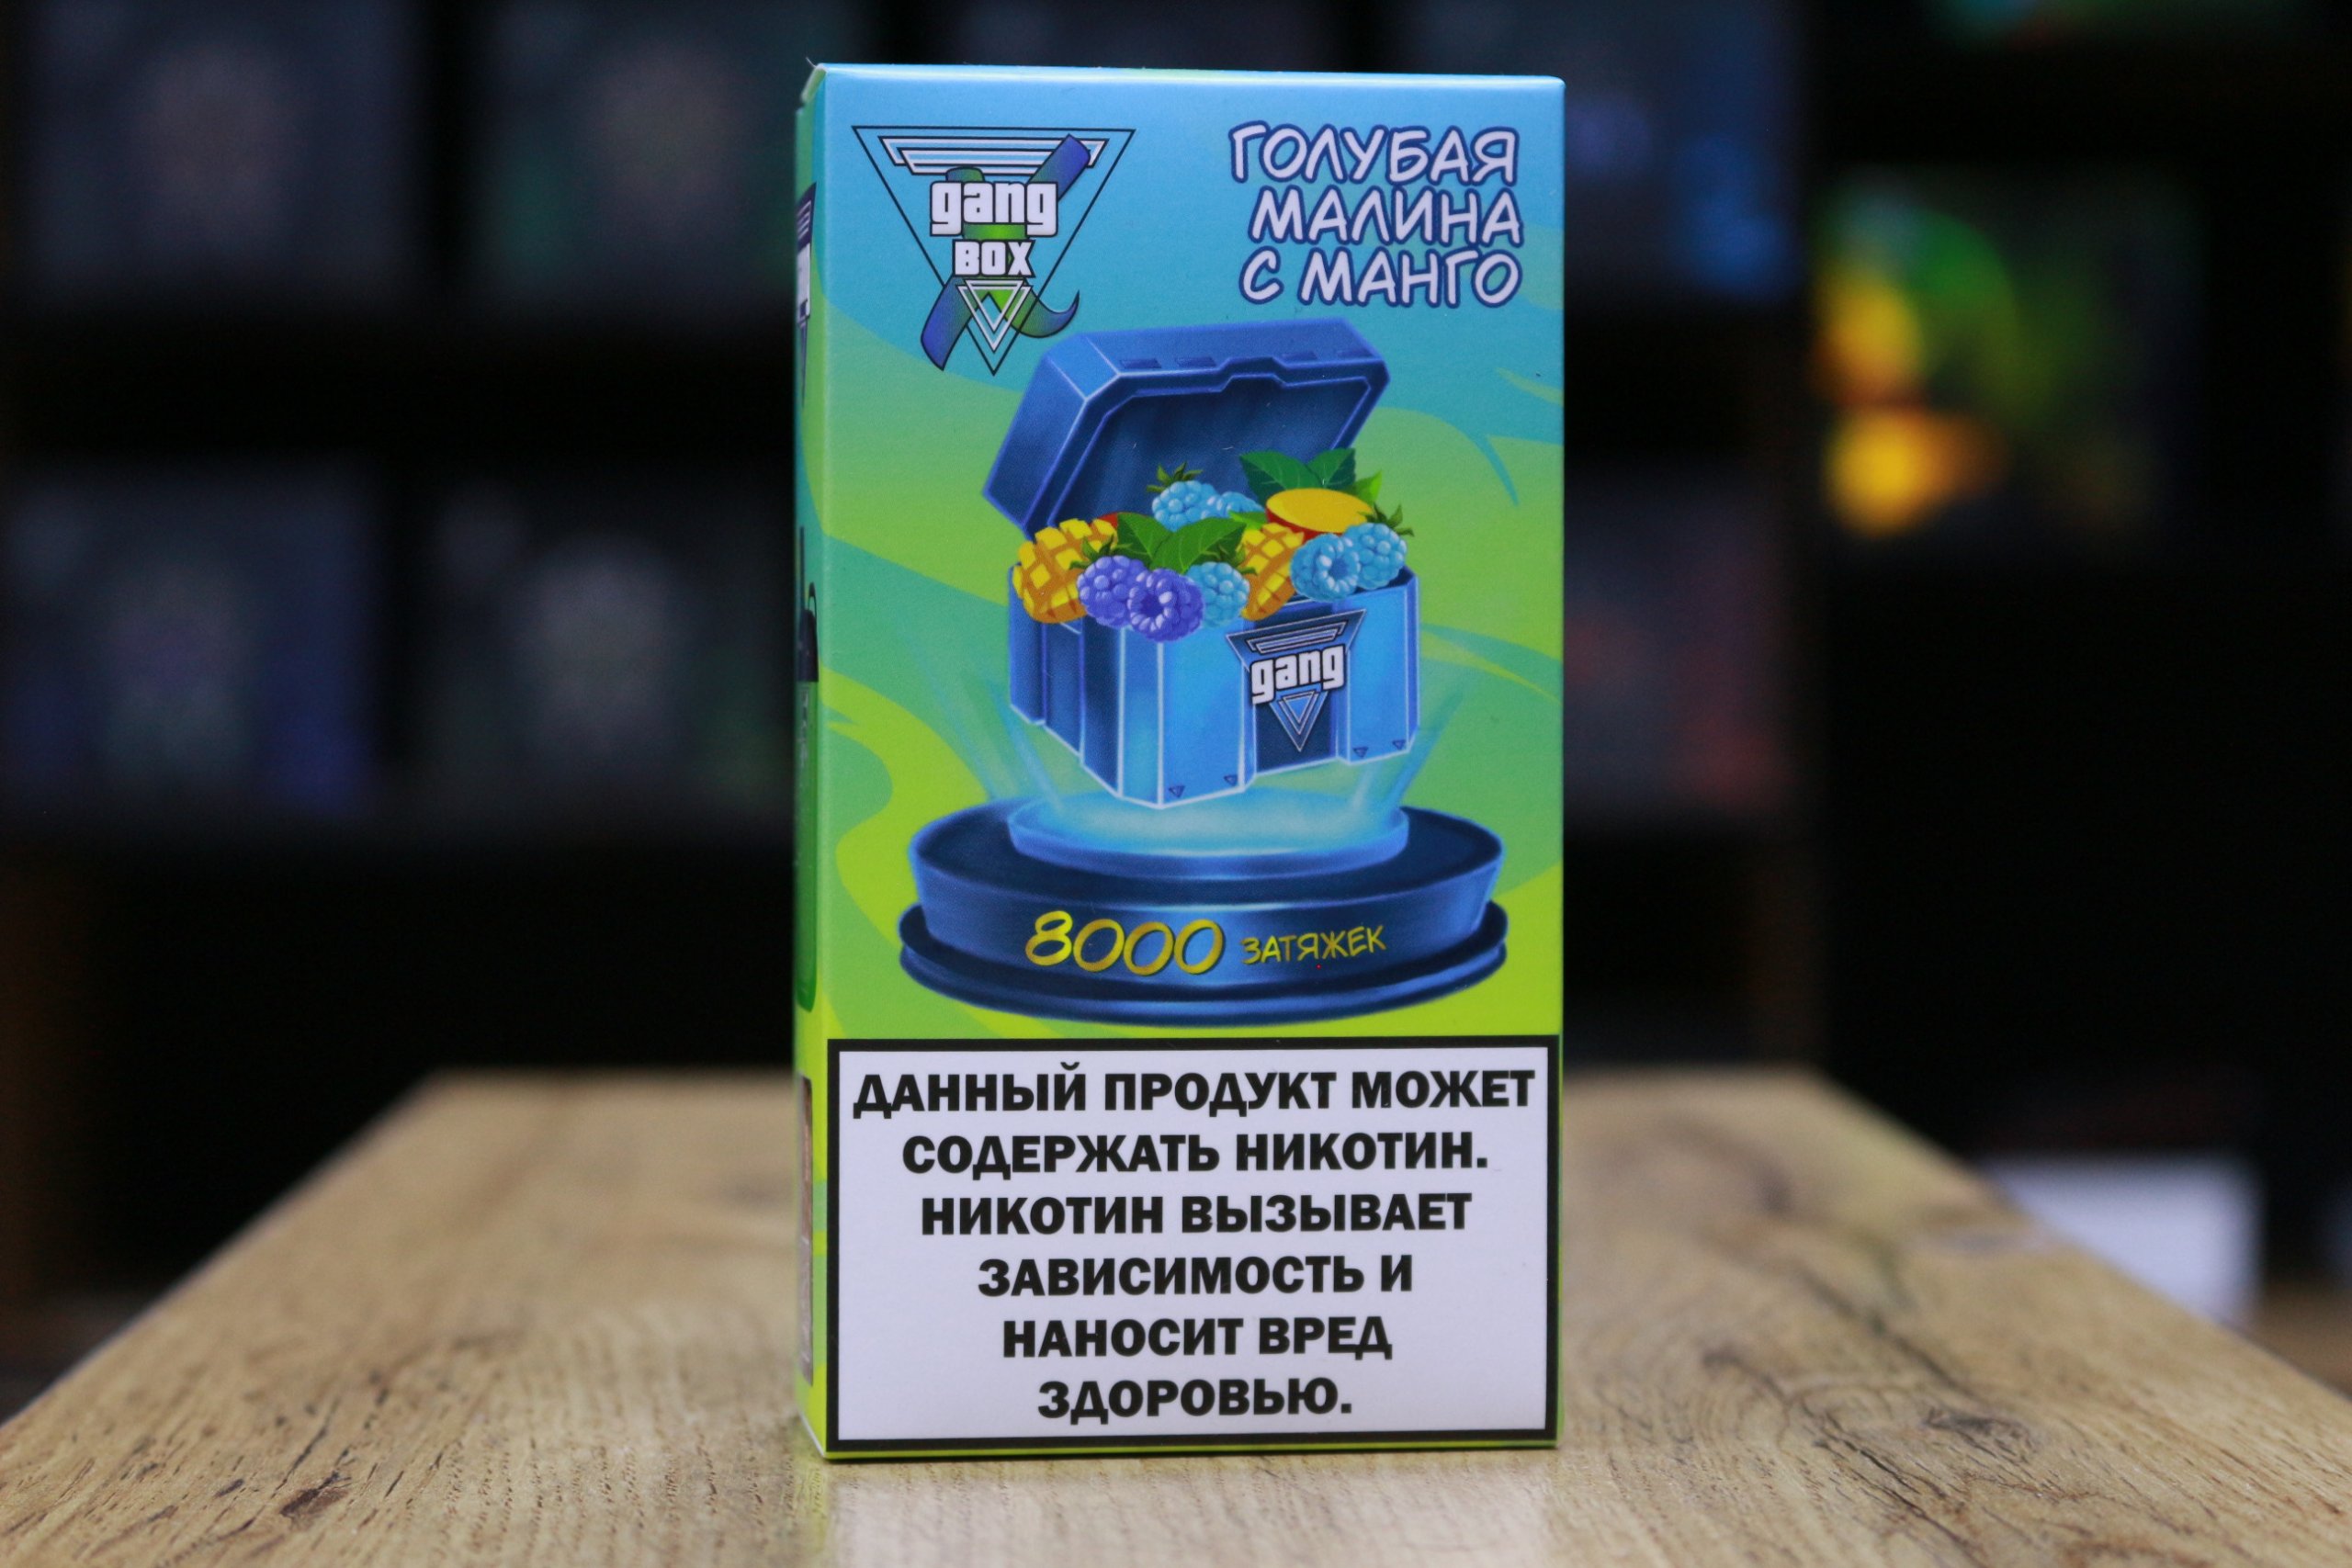 gang
BOX
ГОЛУБАЯ
МАЛИНА
С МАНГО
gang
8000 ЗАТЯЖЕК
ДАННЫЙ ПРОДУКТ МОЖЕТ
СОДЕРЖАТЬ НИКОТИН.
НИКОТИН ВЫЗЫВАЕТ
ЗАВИСИМОСТЬ И
НАНОСИТ ВРЕД
ЗДОРОВЬЮ.